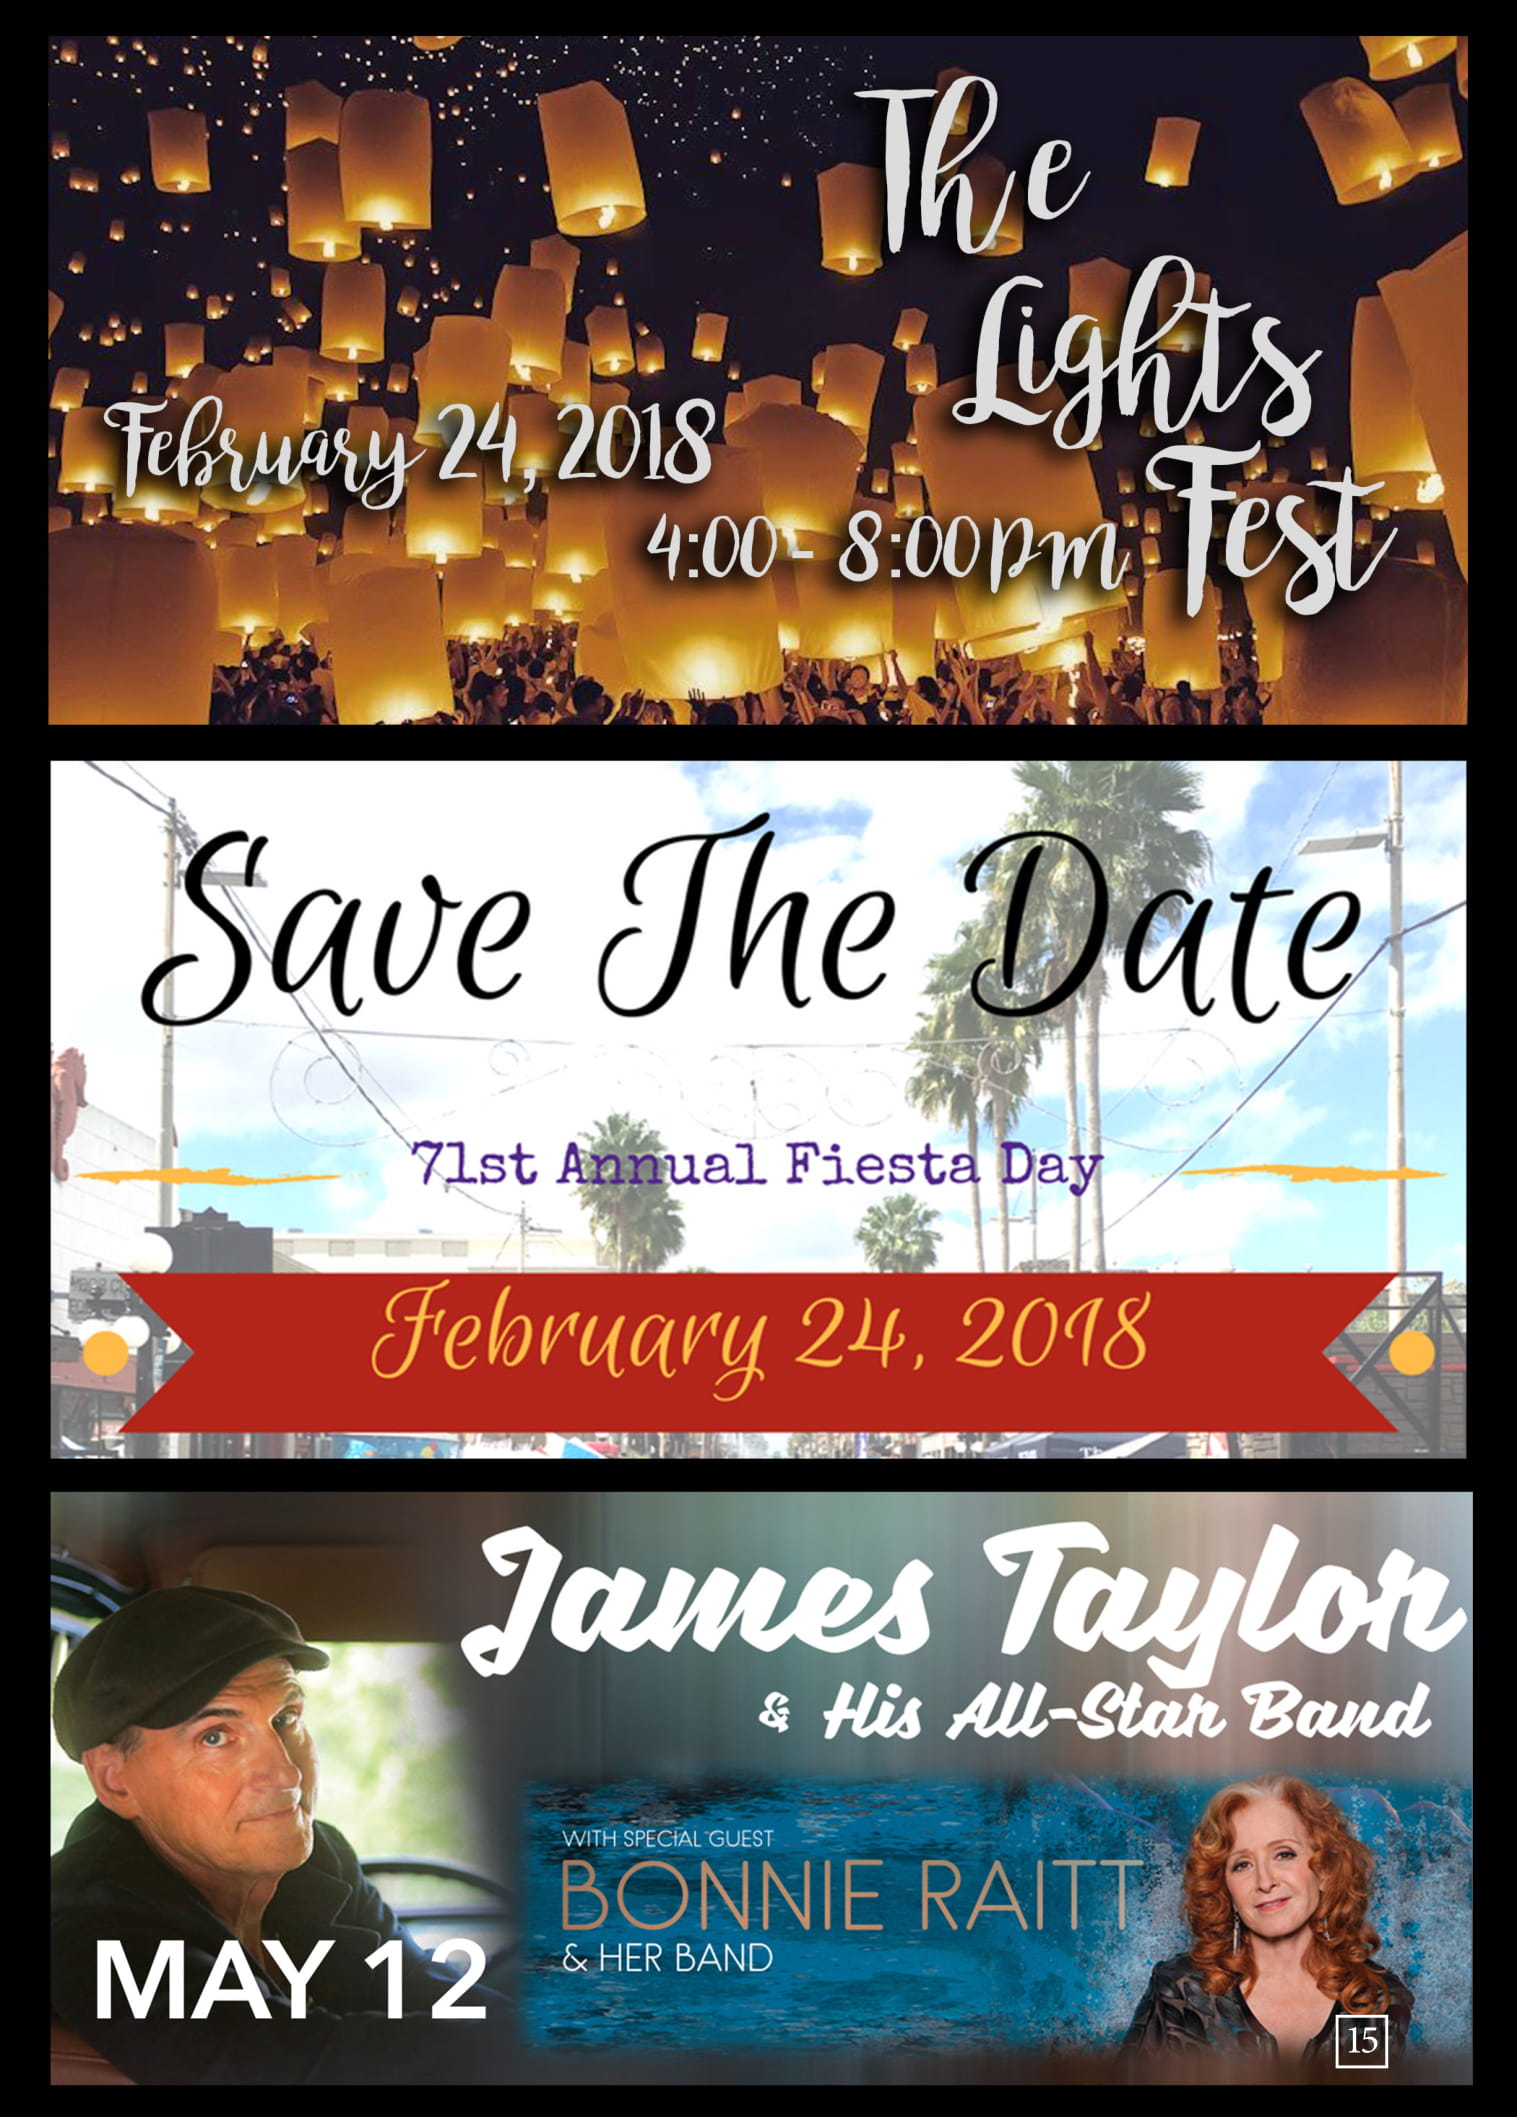 The
Lights
Fest
February 24, 2018
4:00 - 8:00pm
Save The Date
71st Annual Fiesta Day
February 24, 2018
James Taylor
& His All-Star Band
WITH SPECIAL GUEST
BONNIE RAITT
& HER BAND
MAY 12
15